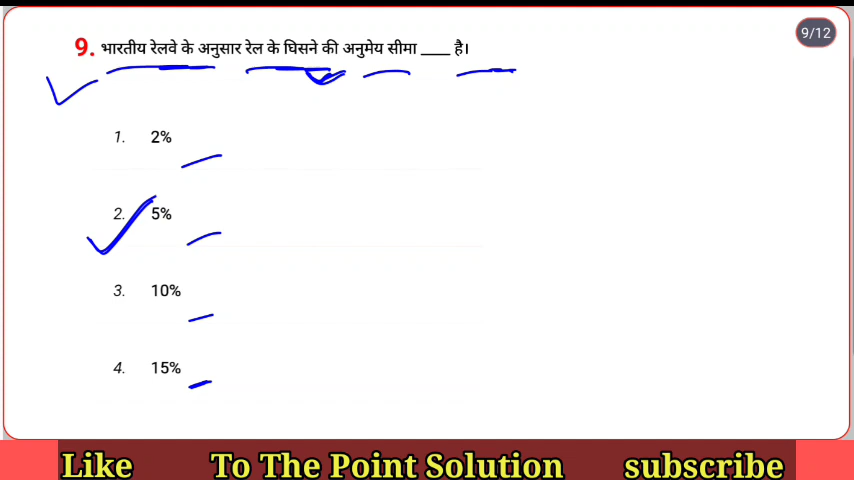 9/12
9. भारतीय रेलवे के अनुसार रेल के घिसने की अनुमेय सीमा ____ है।
1. 2%
2. 5%
3. 10%
4. 15%
Like To The Point Solution subscribe